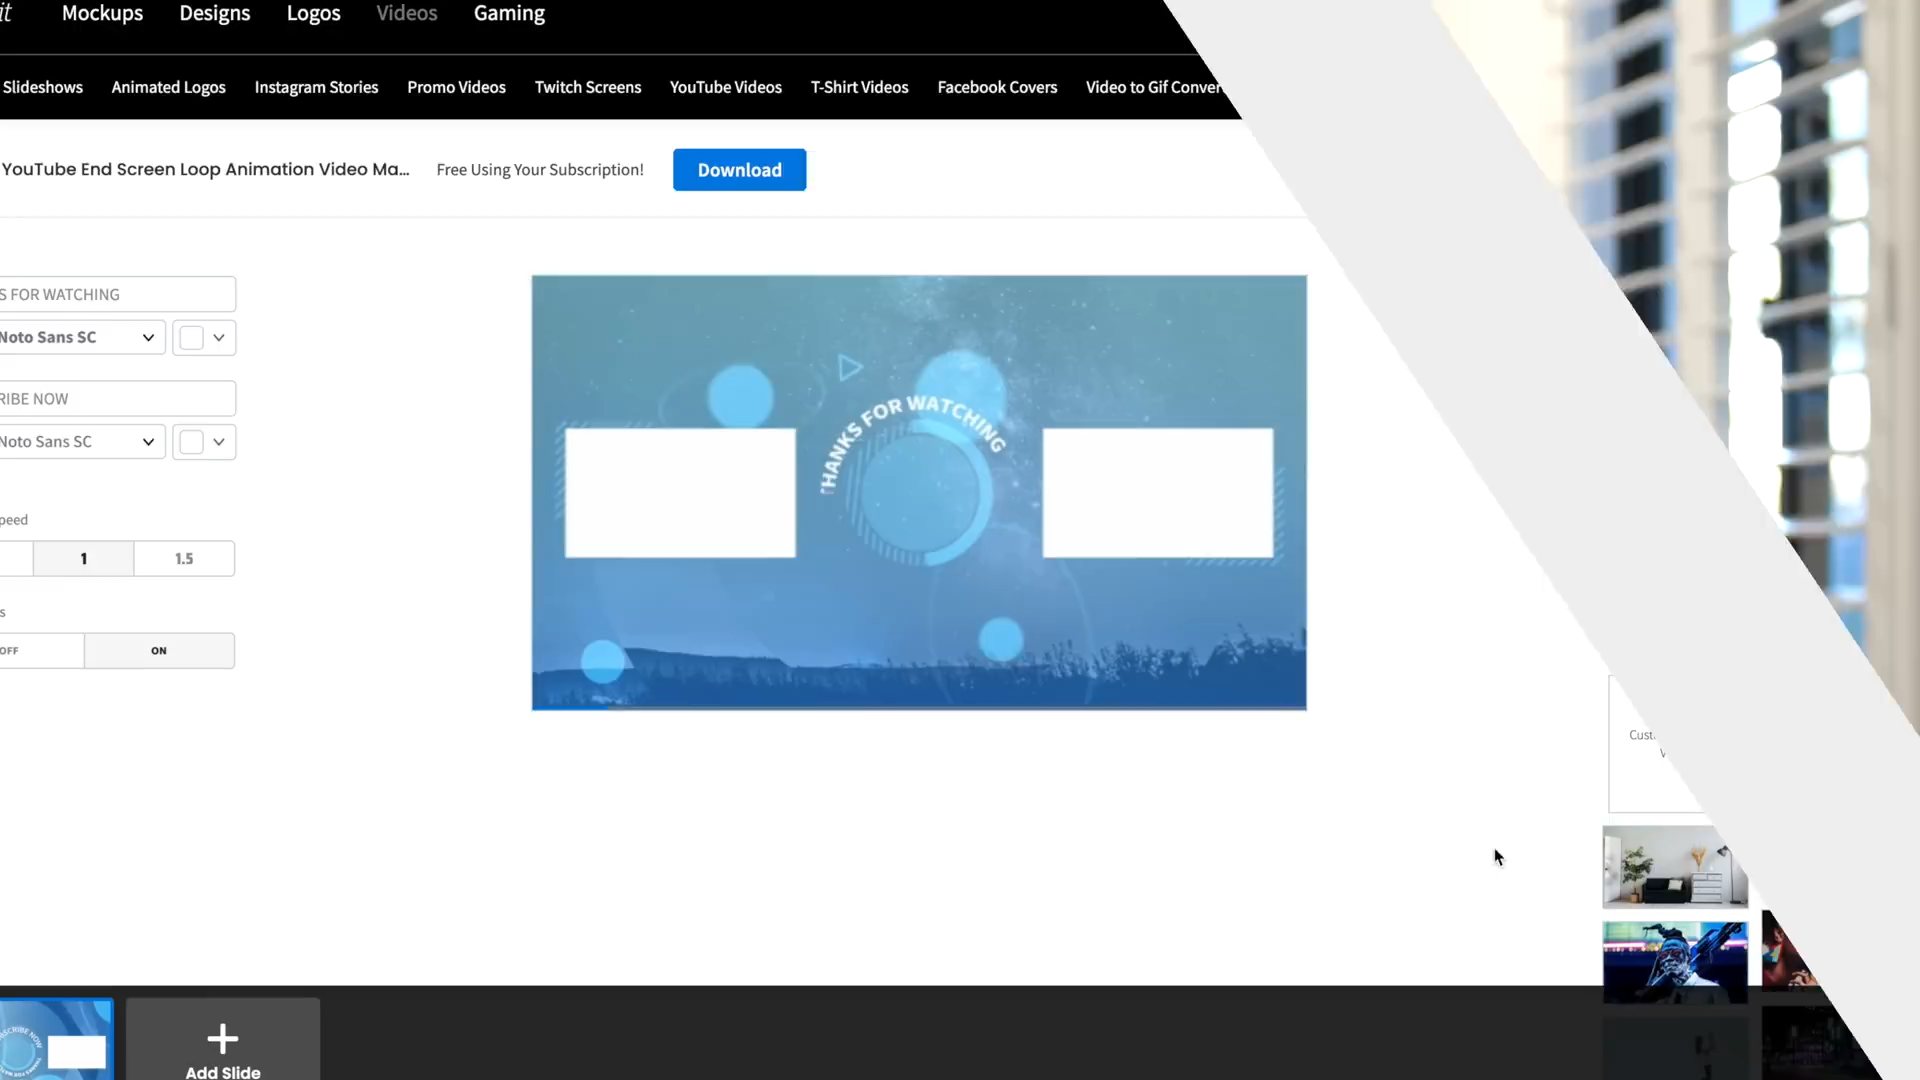 it Mockups Designs Logos Videos Gaming
Slideshows Animated Logos Instagram Stories Promo Videos Twitch Screens YouTube Videos T-Shirt Videos Facebook Covers Video to Gif Conver
YouTube End Screen Loop Animation Video Ma... Free Using Your Subscription! Download
S FOR WATCHING
Noto Sans SC
RIBE NOW
Noto Sans SC
peed
1 1.5
s
OFF ON
THANKS FOR WATCHING
Cust
V
SCRIBE NOW
Add Slide